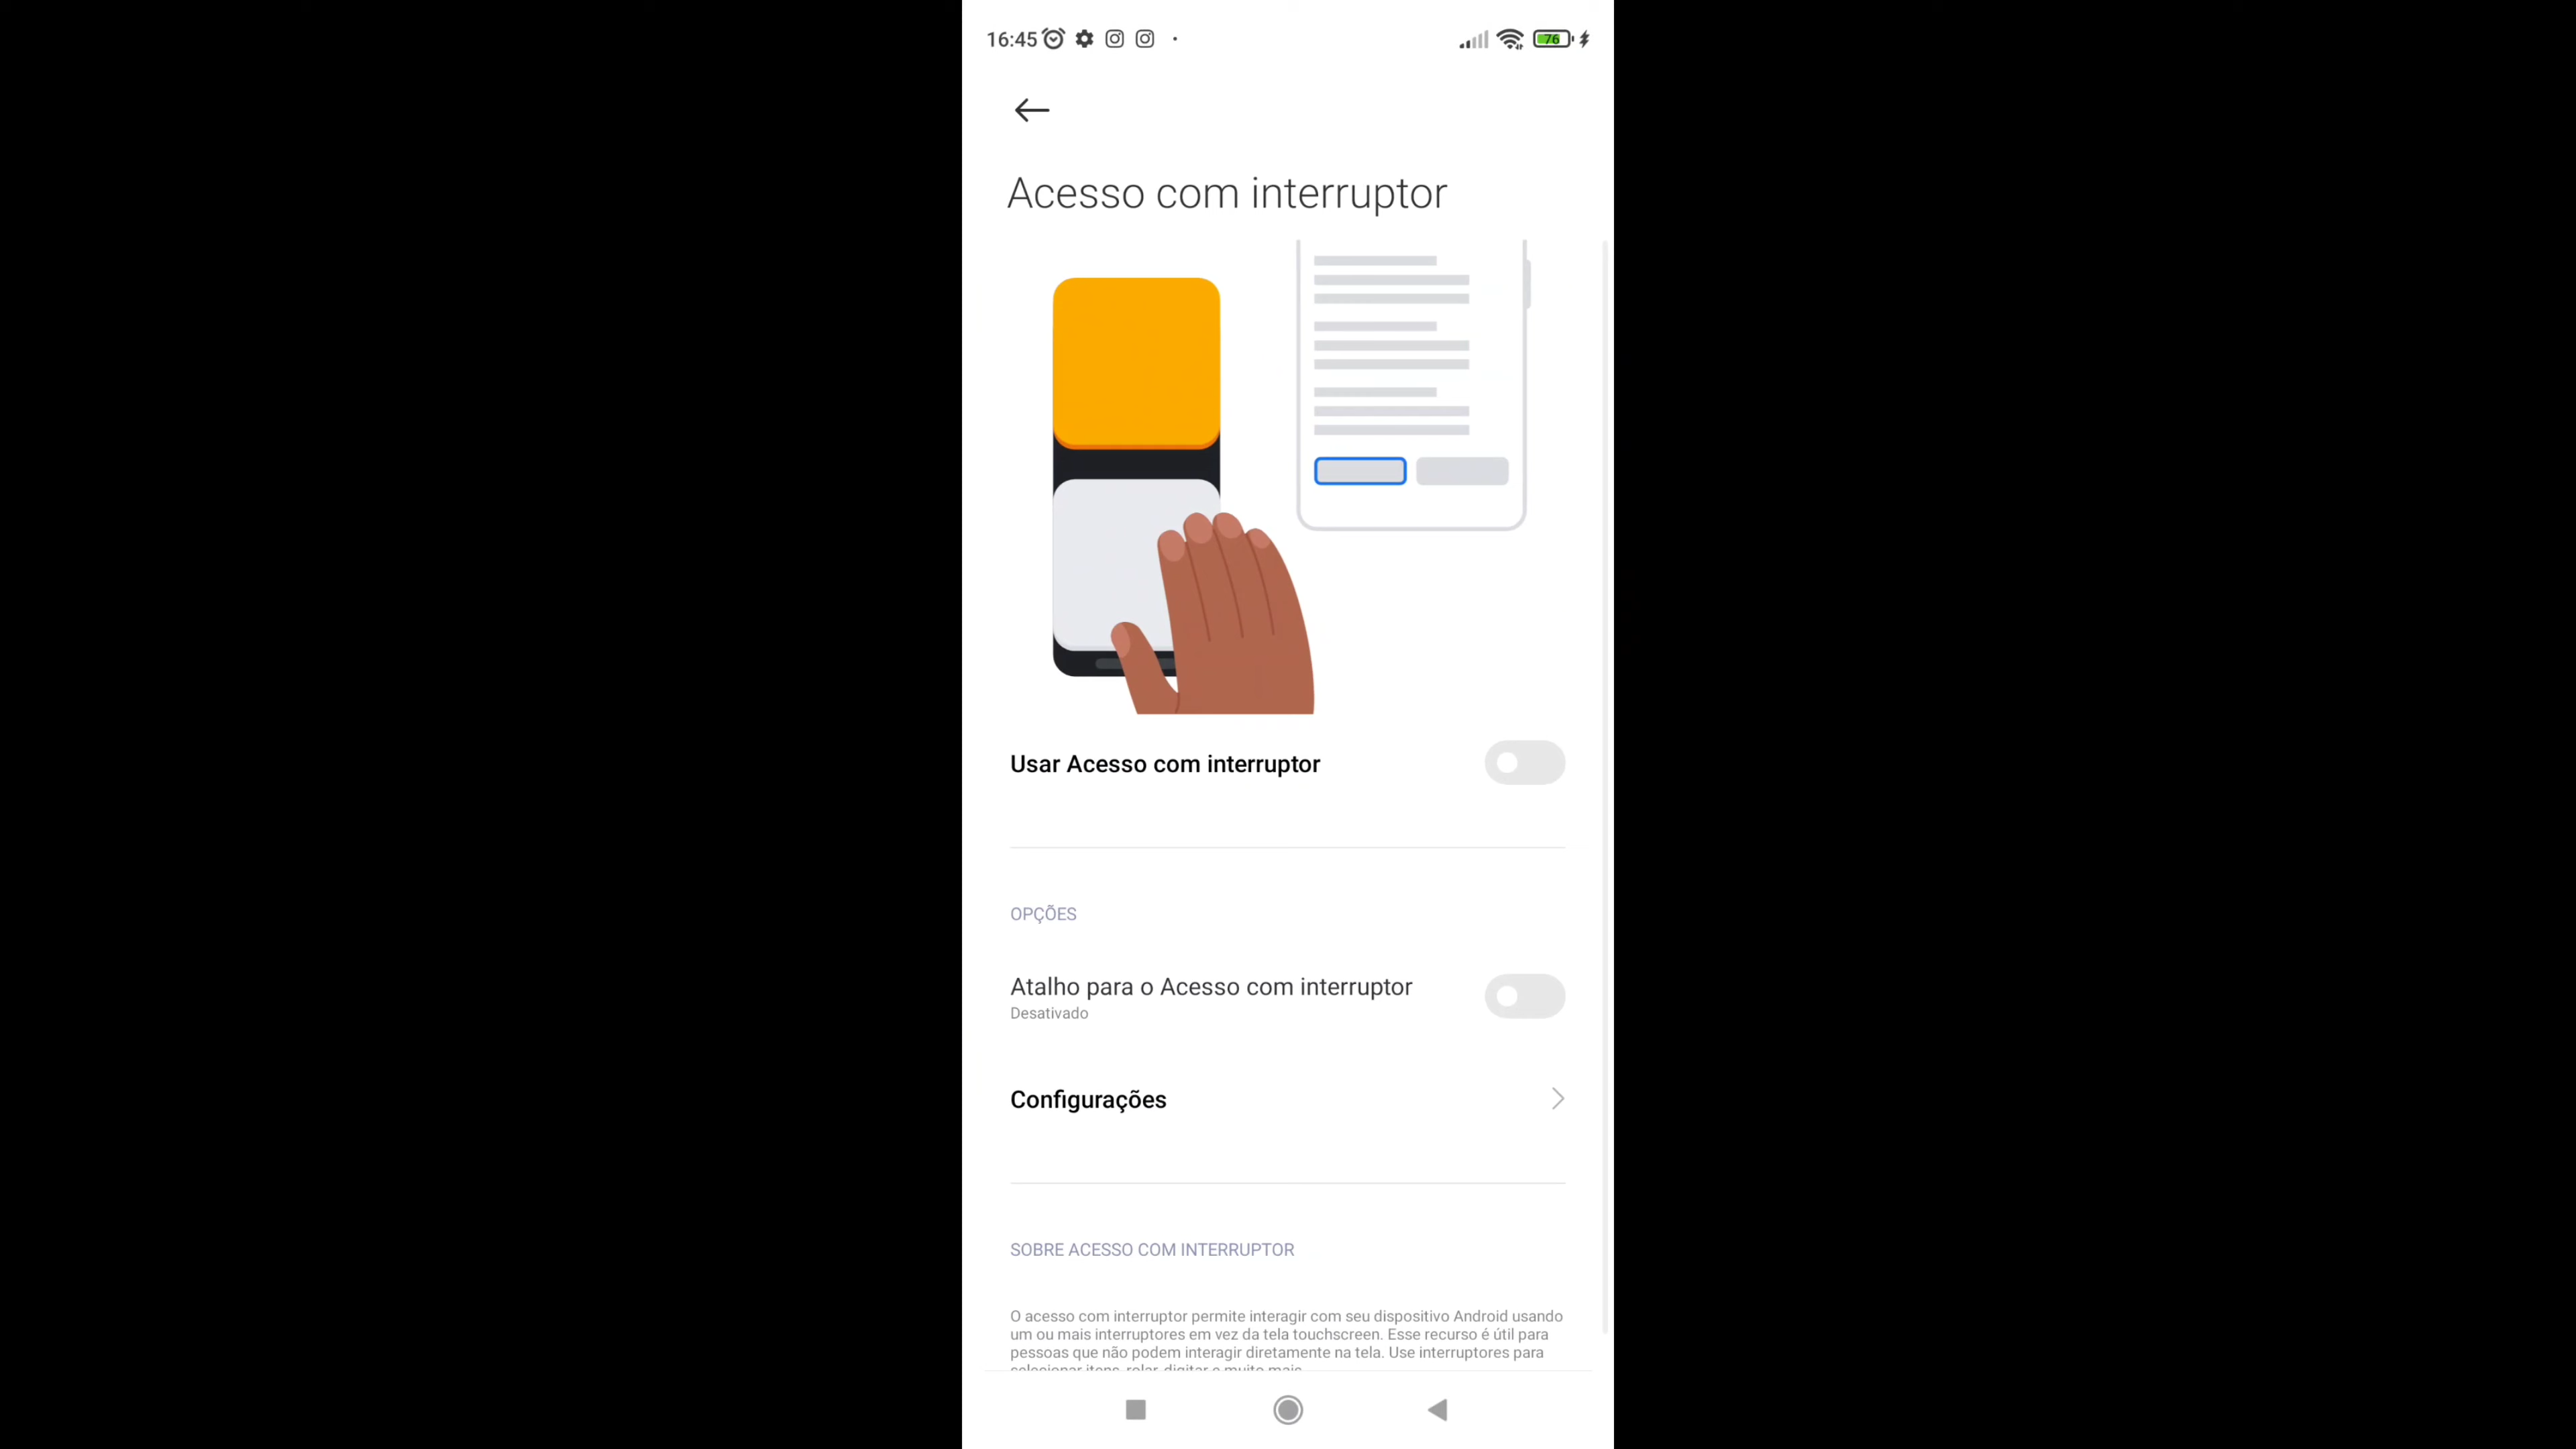 16:45
76
Acesso com interruptor
Usar Acesso com interruptor
OPÇÕES
Atalho para o Acesso com interruptor
Desativado
Configurações
SOBRE ACESSO COM INTERRUPTOR
O acesso com interruptor permite interagir com seu dispositivo Android usando
um ou mais interruptores em vez da tela touchscreen. Esse recurso é útil para
pessoas que não podem interagir diretamente na tela. Use interruptores para
selecionar itens, rolar, digitar e muito mais.